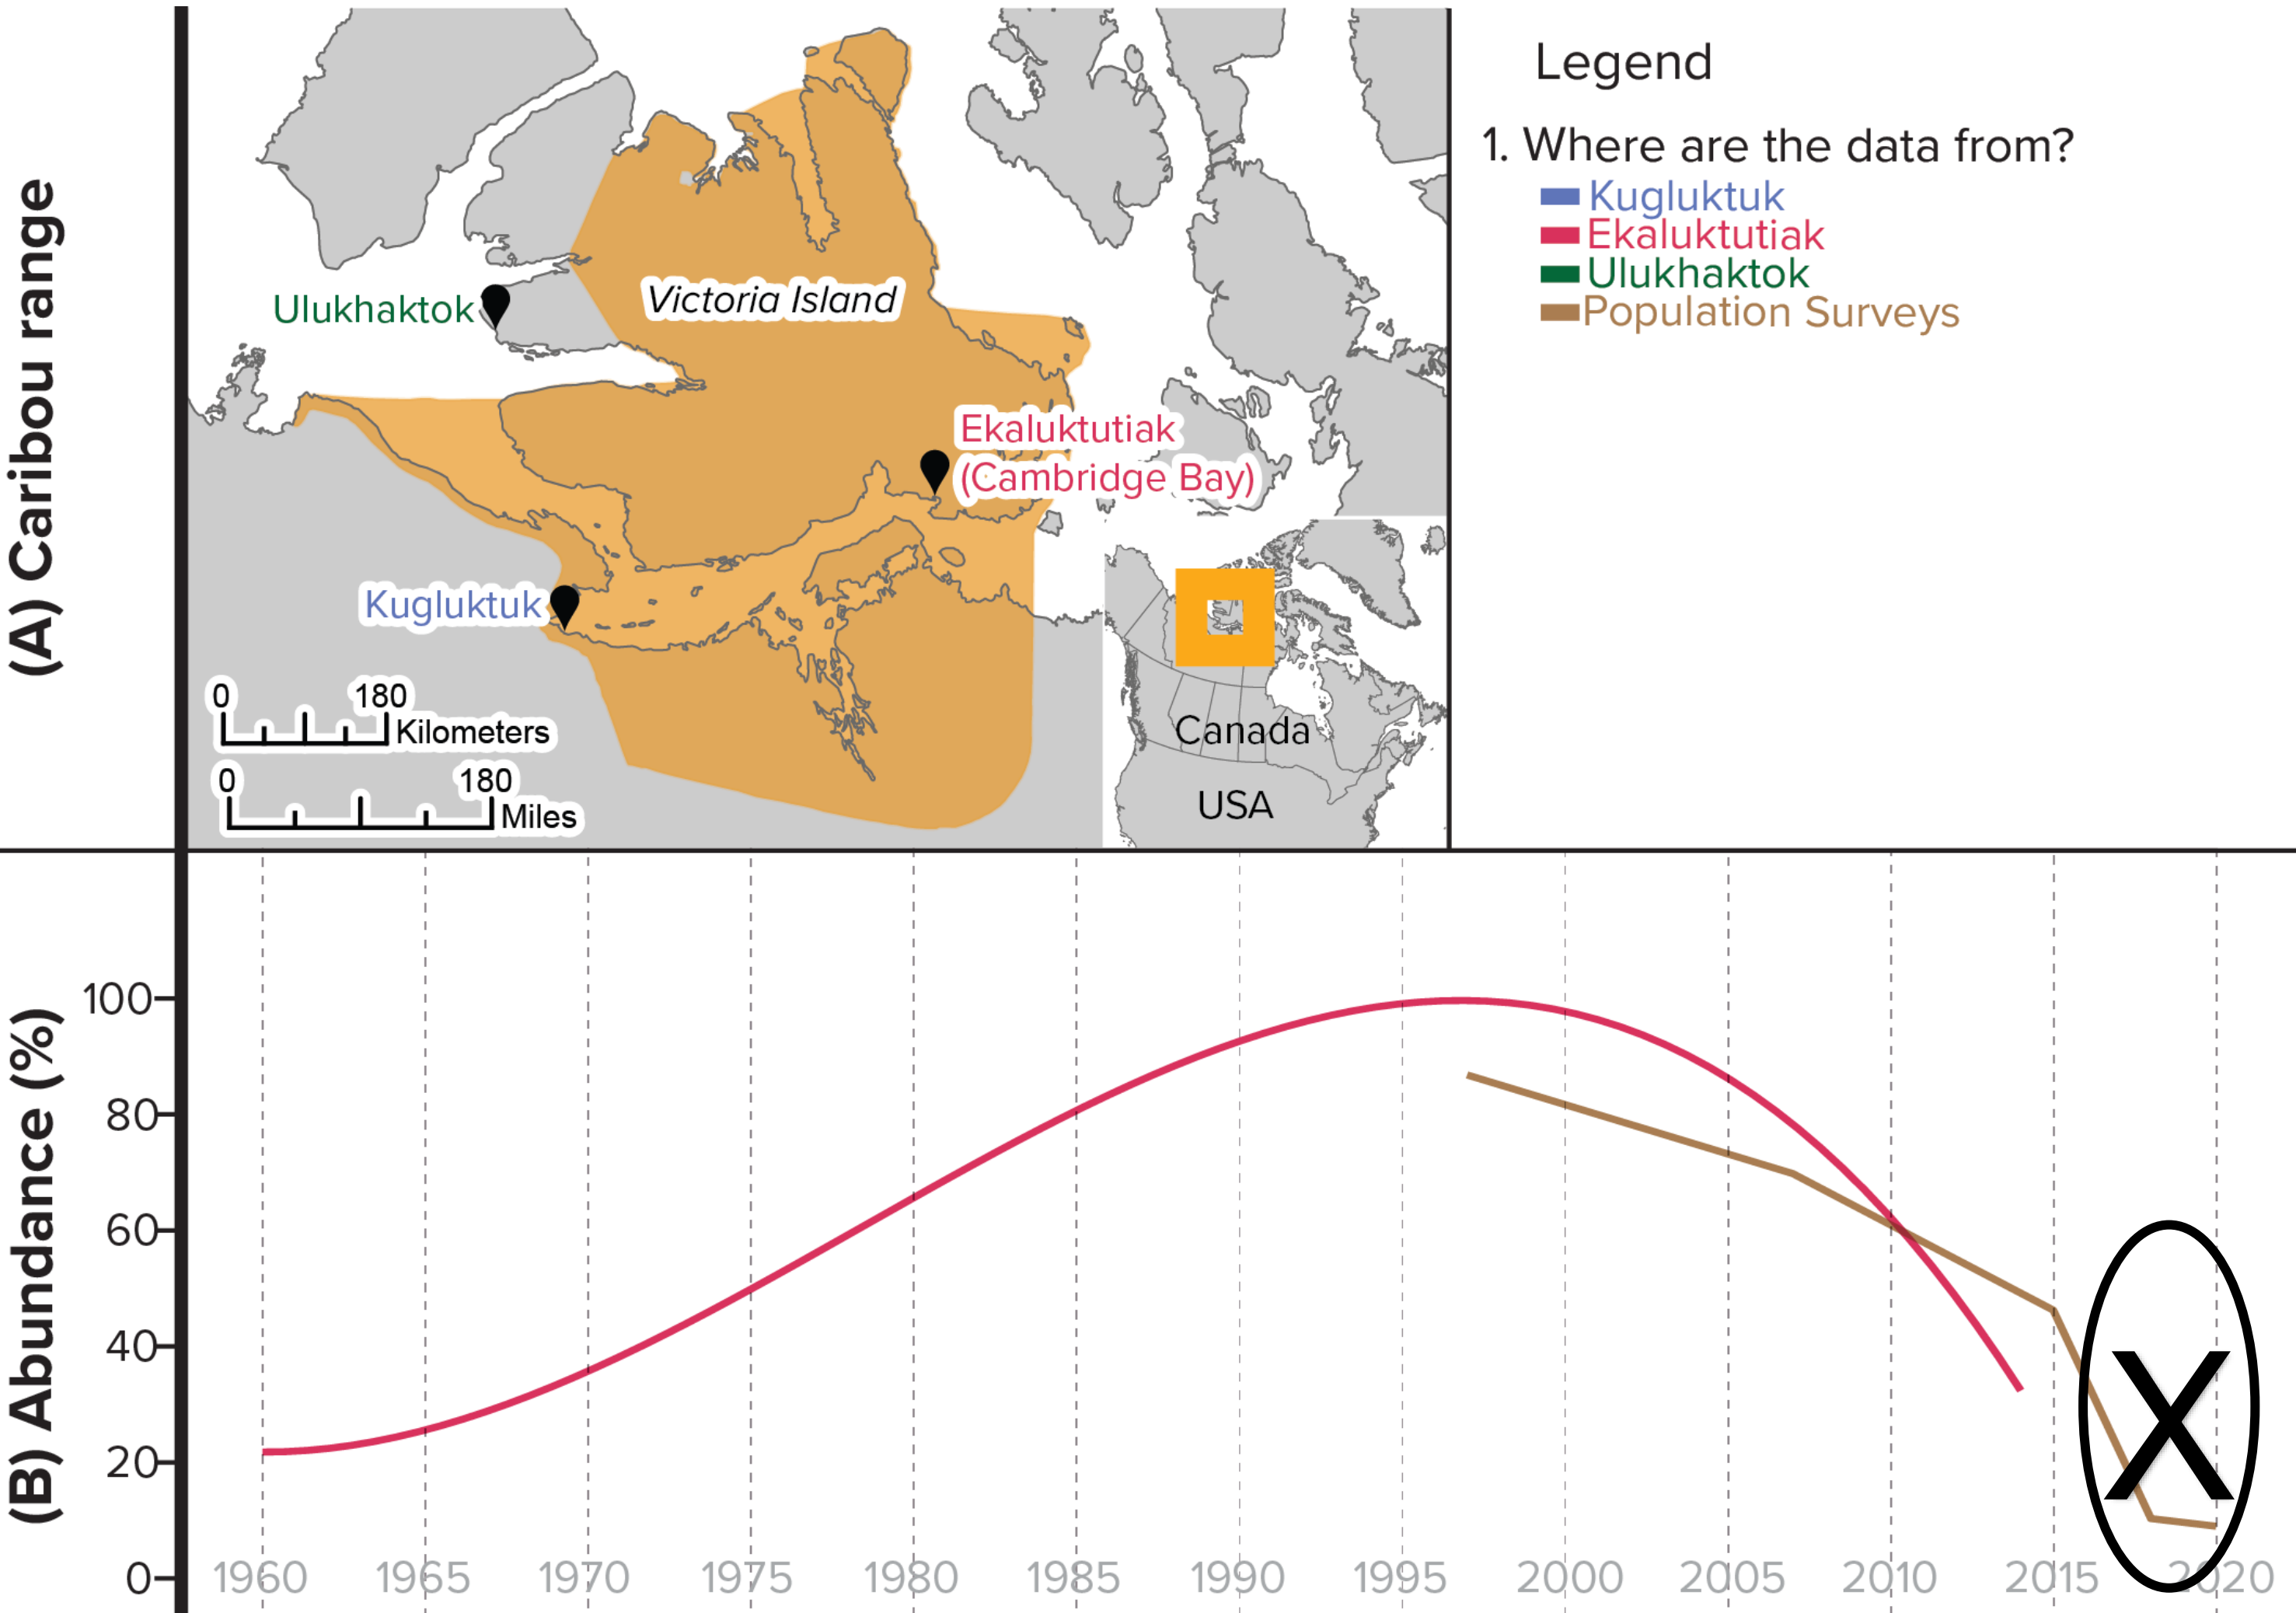 (A) Caribou range
Legend
1. Where are the data from?
Kugluktuk
Ekaluktutiak
Ulukhaktok
Population Surveys
Victoria Island
Ulukhaktok
Ekaluktutiak
(Cambridge Bay)
Kugluktuk
0 180
Kilometers
0 180
Miles
Canada
USA
(B) Abundance (%)
100
80
60
40
20
0
X
1960 1965 1970 1975 1980 1985 1990 1995 2000 2005 2010 2015 2020